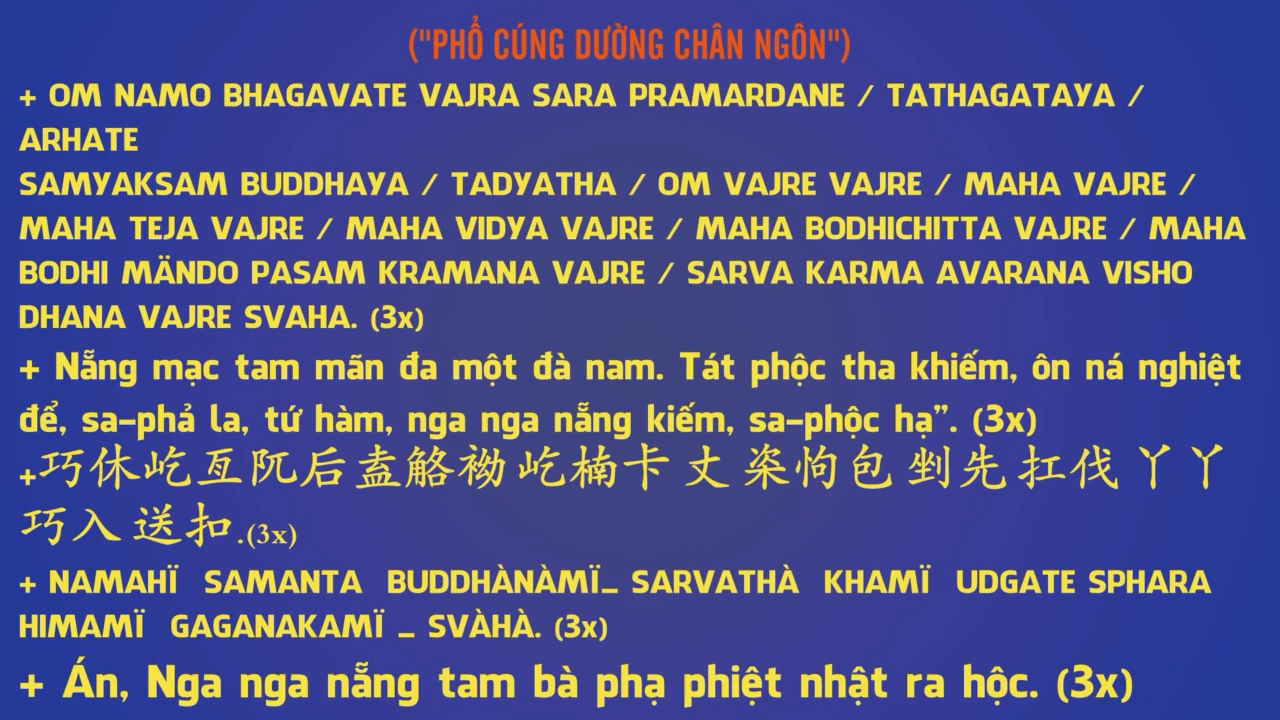 ("PHỔ CÚNG DƯỜNG CHÂN NGÔN")
+ OM NAMO BHAGAVATE VAJRA SARA PRAMARDANE / TATHAGATAYA /
ARHATE
SAMYAKSAM BUDDHAYA / TADYATHA / OM VAJRE VAJRE / MAHA VAJRE /
MAHA TEJA VAJRE / MAHA VIDYA VAJRE / MAHA BODHICHITTA VAJRE / MAHA
BODHI MÄNDO PASAM KRAMANA VAJRE / SARVA KARMA AVARANA VISHO
DHANA VAJRE SVAHA. (3x)
+ Nẵng mạc tam mãn đa một đà nam. Tát phộc tha khiếm, ôn ná nghiệt
để, sa-phả la, tứ hàm, nga nga nẵng kiếm, sa-phộc hạ”. (3x)
+巧休屹亙阢后盍觡袎屹楠卡丈 枲怐包 剉先 扛伐 丫丫
巧入 送扣.(3x)
+ NAMAHÏ SAMANTA BUDDHÀNÀMÏ_ SARVATHÀ KHAMÏ UDGATE SPHARA
HIMAMÏ GAGANAKAMÏ _ SVÀHÀ. (3x)
+ Án, Nga nga nẵng tam bà phạ phiệt nhật ra hộc. (3x)